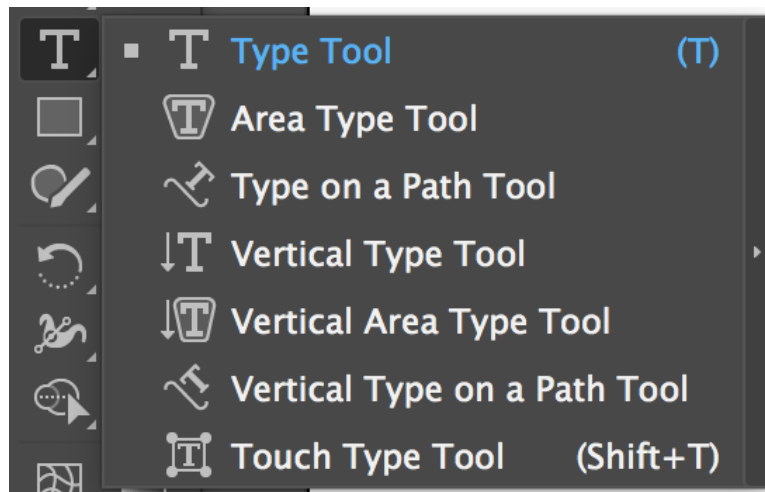 Type Tool (T)
Area Type Tool
Type on a Path Tool
Vertical Type Tool
Vertical Area Type Tool
Vertical Type on a Path Tool
Touch Type Tool (Shift+T)